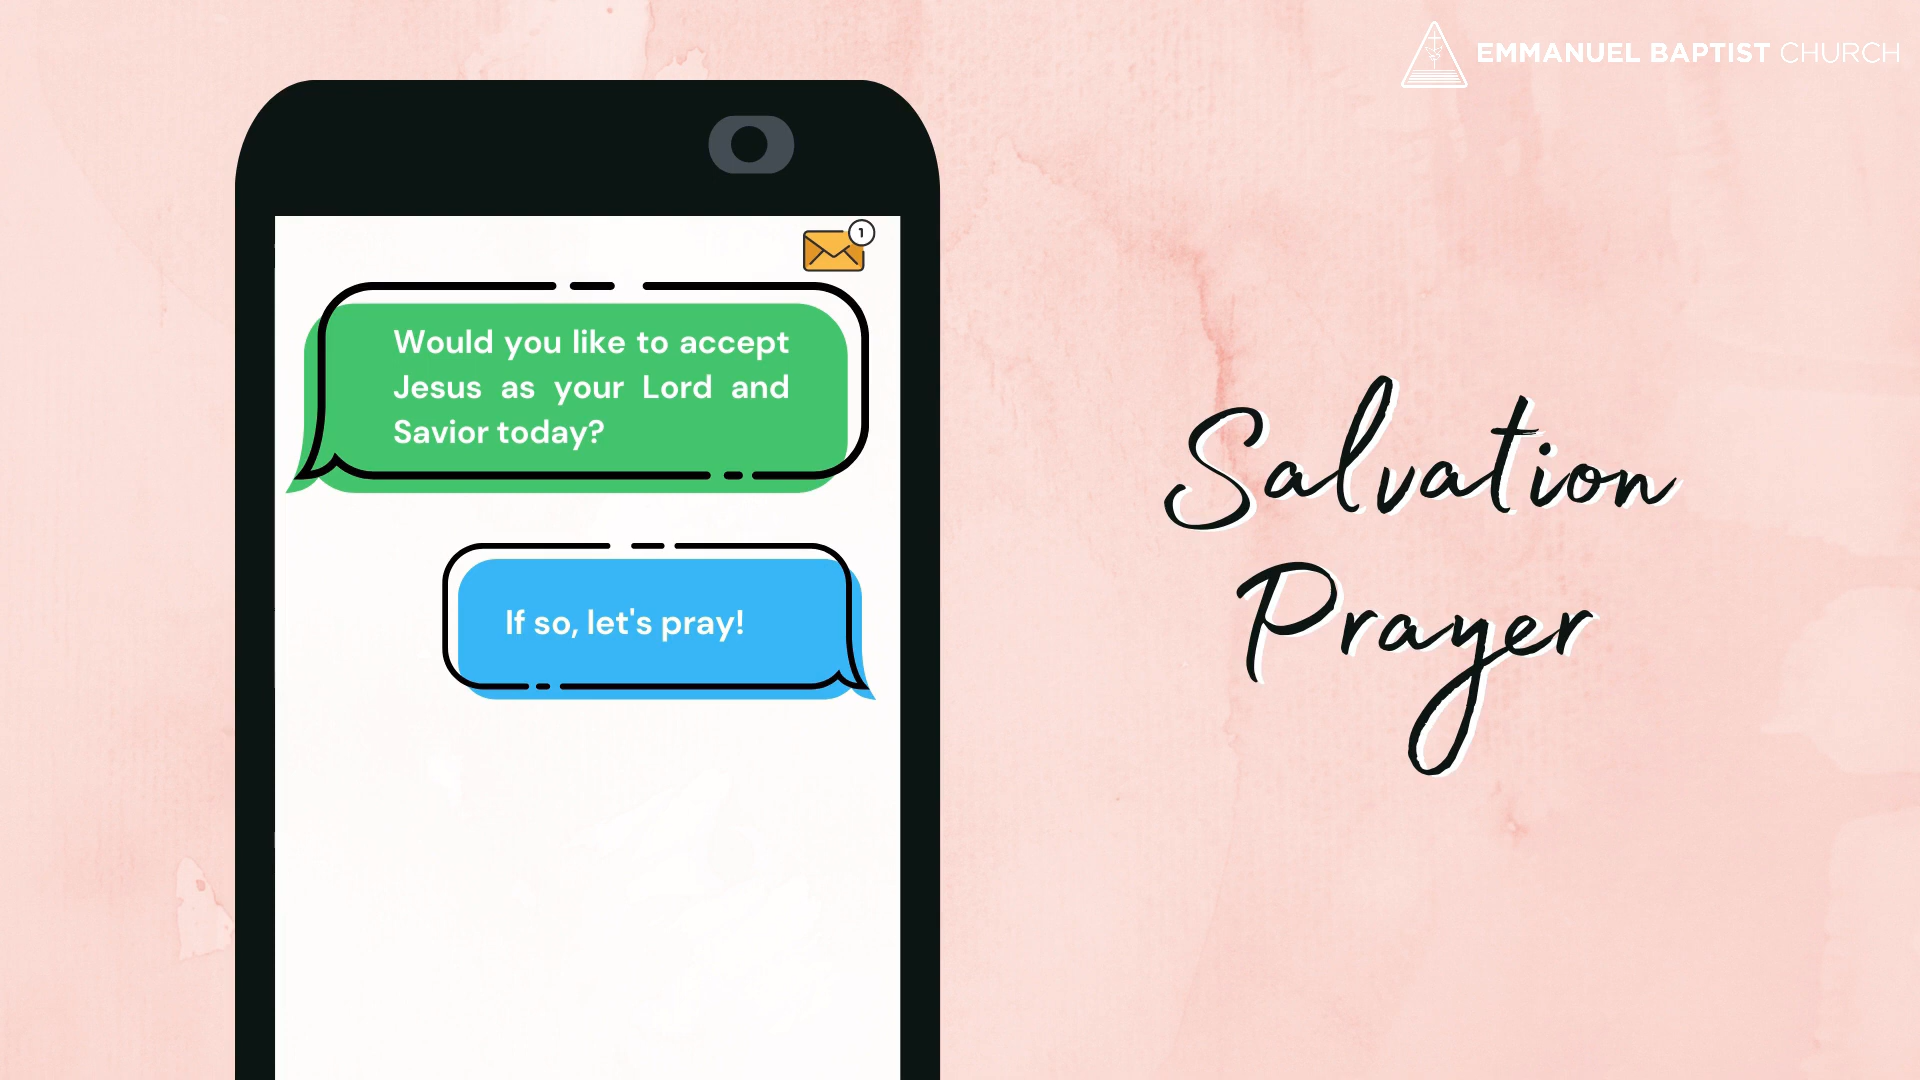 EMMANUEL BAPTIST CHURCH
1
Would you like to accept
Jesus as your Lord and
Savior today?
If so, let's pray!
Salvation
Prayer